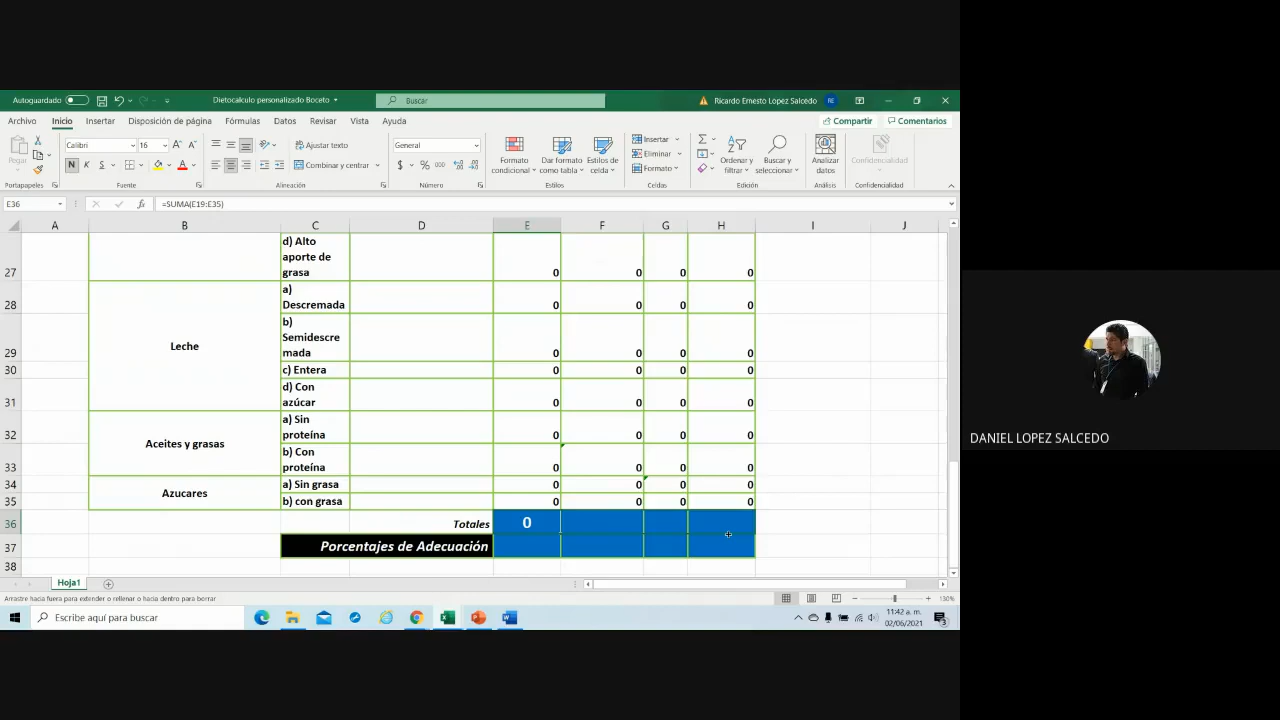 Autoguardado
Dietocalculo personalizado Boceto
Buscar
Ricardo Ernesto Lopez Salcedo
RE
Archivo Inicio Insertar Disposición de página Fórmulas Datos Revisar Vista Ayuda
Compartir Comentarios
Pegar
Calibri 16
N K S
Ajustar texto
Combinar y centrar
General
$ % 000
Formato condicional
Dar formato como tabla
Estilos de celda
Insertar
Eliminar
Formato
Ordenar y filtrar
Buscar y seleccionar
Analizar datos
Confidencialidad
Portapapeles Fuente Alineación Número Estilos Celdas Edición Análisis Confidencialidad
E36 fx =SUMA(E19:E35)
A B C D E F G H I J
27 d) Alto aporte de grasa 0 0 0 0
28 Leche a) Descremada 0 0 0 0
29 b) Semidescremada 0 0 0 0
30 c) Entera 0 0 0 0
31 d) Con azúcar 0 0 0 0
32 Aceites y grasas a) Sin proteína 0 0 0 0
33 b) Con proteína 0 0 0 0
34 Azucares a) Sin grasa 0 0 0 0
35 b) con grasa 0 0 0 0
36 Totales 0
37 Porcentajes de Adecuación
38
Hoja1
Arrastre hacia fuera para extender o rellenar o hacia dentro para borrar
130%
Escribe aquí para buscar
11:42 a. m.
02/06/2021
3
DANIEL LOPEZ SALCEDO